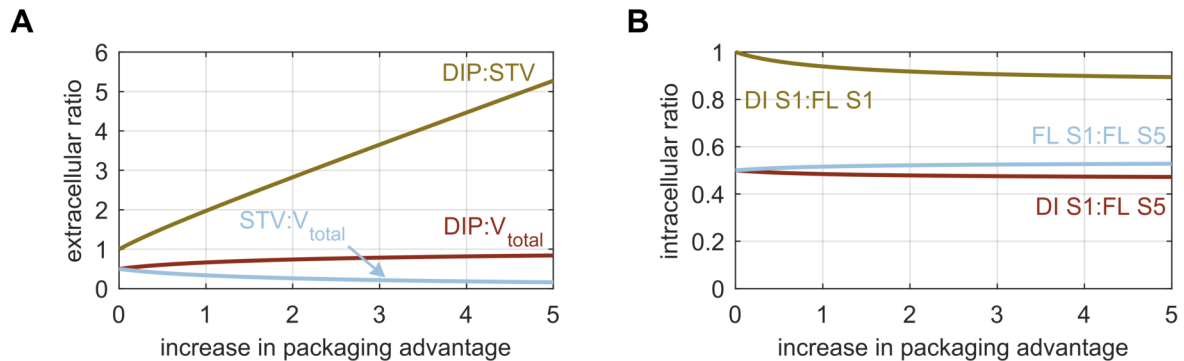 A
extracellular ratio
6
5
4
3
2
1
0
DIP:STV
STV:V_total
DIP:V_total
0 1 2 3 4 5
increase in packaging advantage
B
intracellular ratio
1
0.8
0.6
0.4
0.2
0
DI S1:FL S1
FL S1:FL S5
DI S1:FL S5
0 1 2 3 4 5
increase in packaging advantage